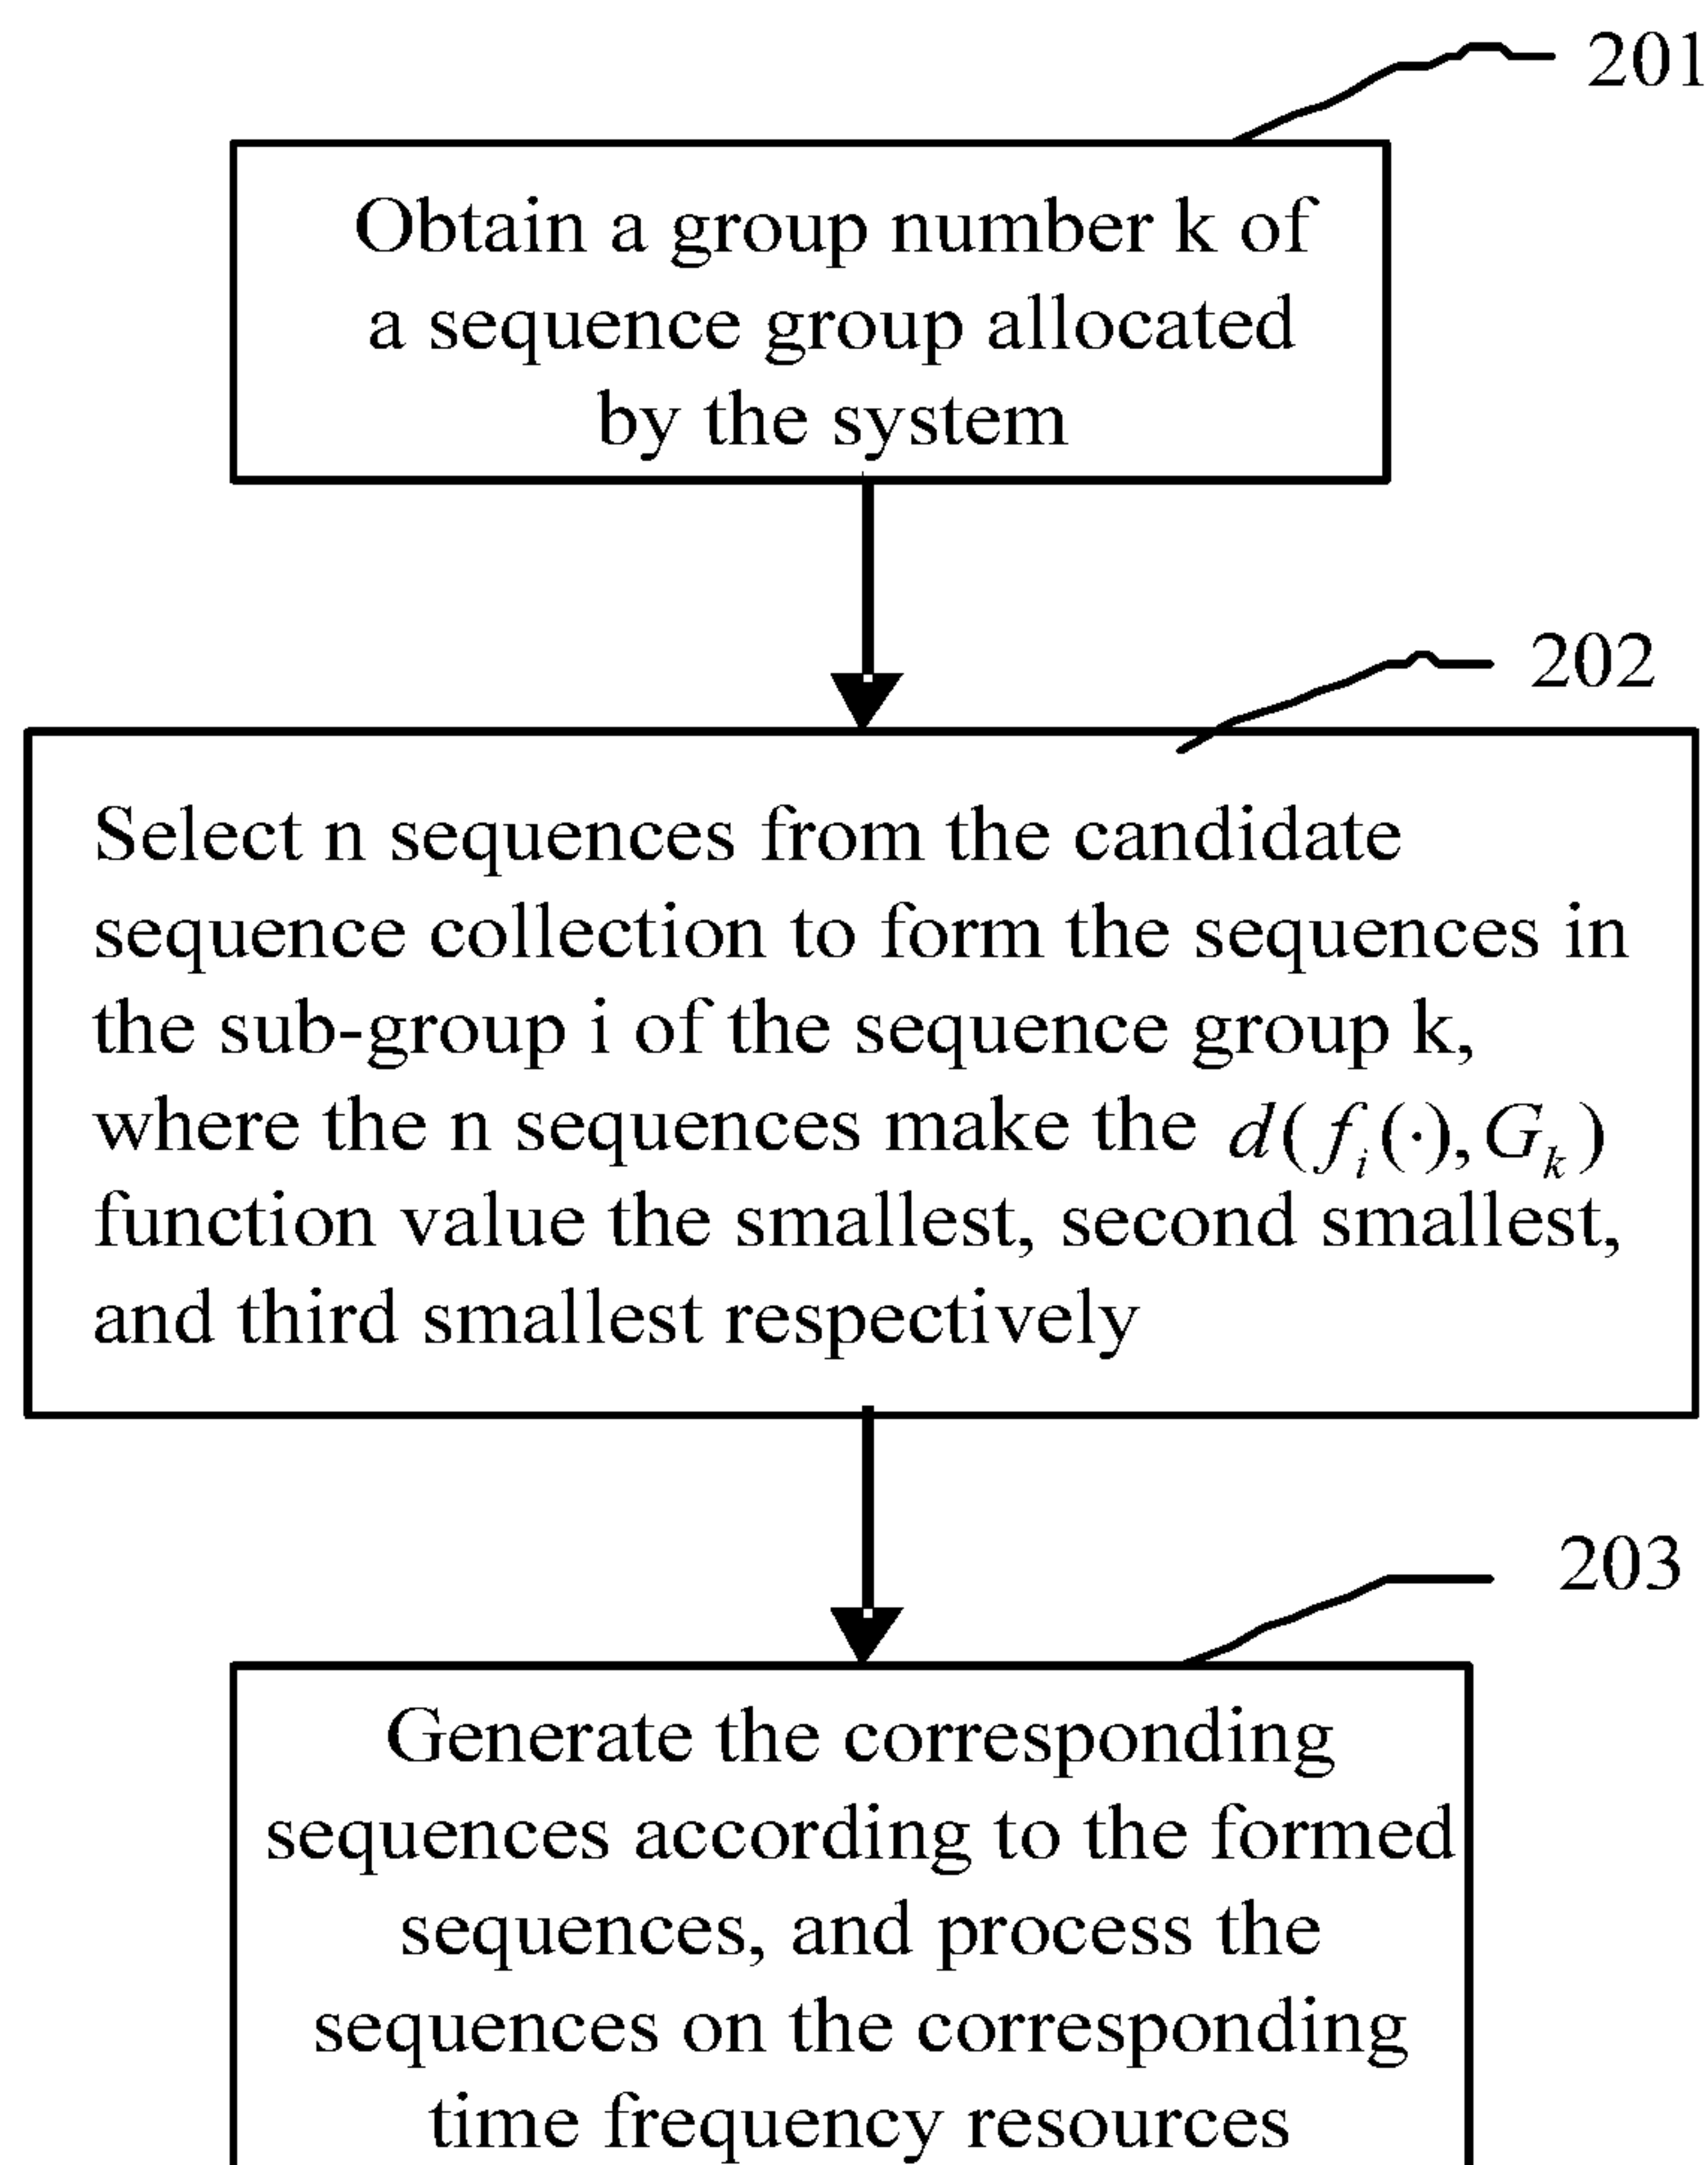 201
Obtain a group number k of
a sequence group allocated
by the system
202
Select n sequences from the candidate
sequence collection to form the sequences in
the sub-group i of the sequence group k,
where the n sequences make the d(f_i(·), G_k)
function value the smallest, second smallest,
and third smallest respectively
203
Generate the corresponding
sequences according to the formed
sequences, and process the
sequences on the corresponding
time frequency resources